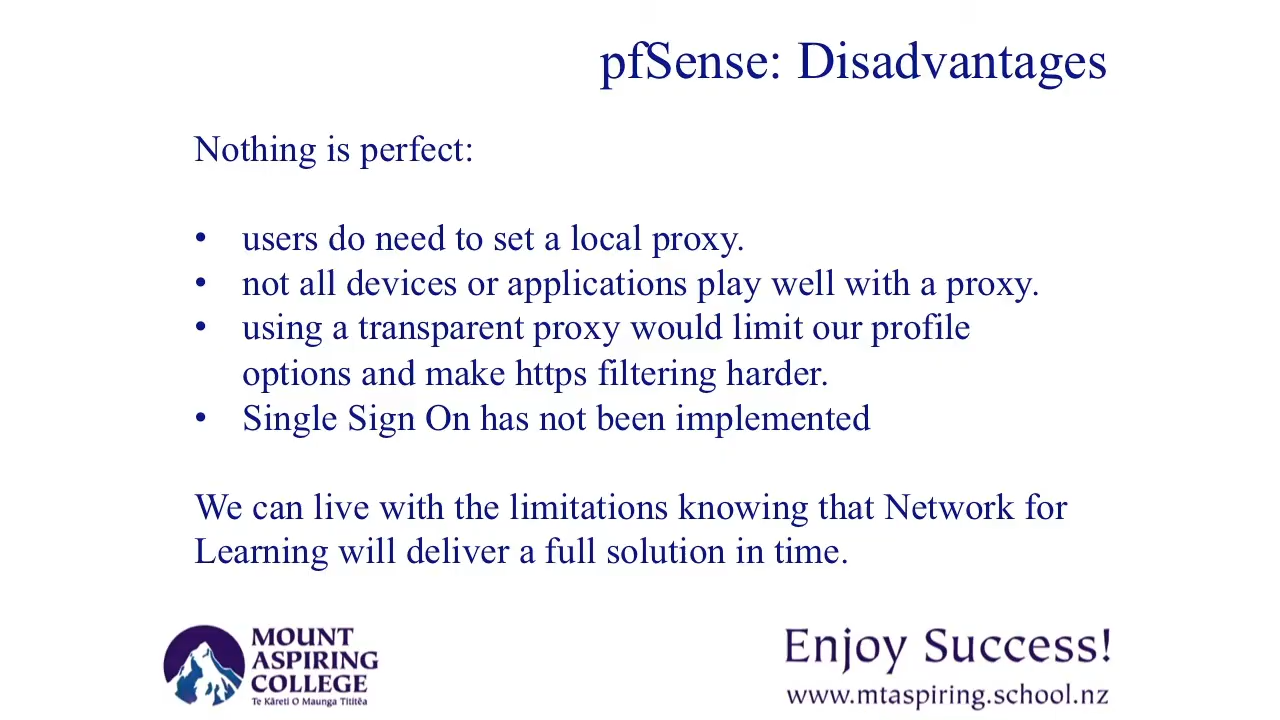 pfSense: Disadvantages
Nothing is perfect:
• users do need to set a local proxy.
• not all devices or applications play well with a proxy.
• using a transparent proxy would limit our profile
options and make https filtering harder.
• Single Sign On has not been implemented
We can live with the limitations knowing that Network for
Learning will deliver a full solution in time.
MOUNT
ASPIRING
COLLEGE
Te Kāreti O Maunga Tititēa
Enjoy Success!
www.mtaspiring.school.nz